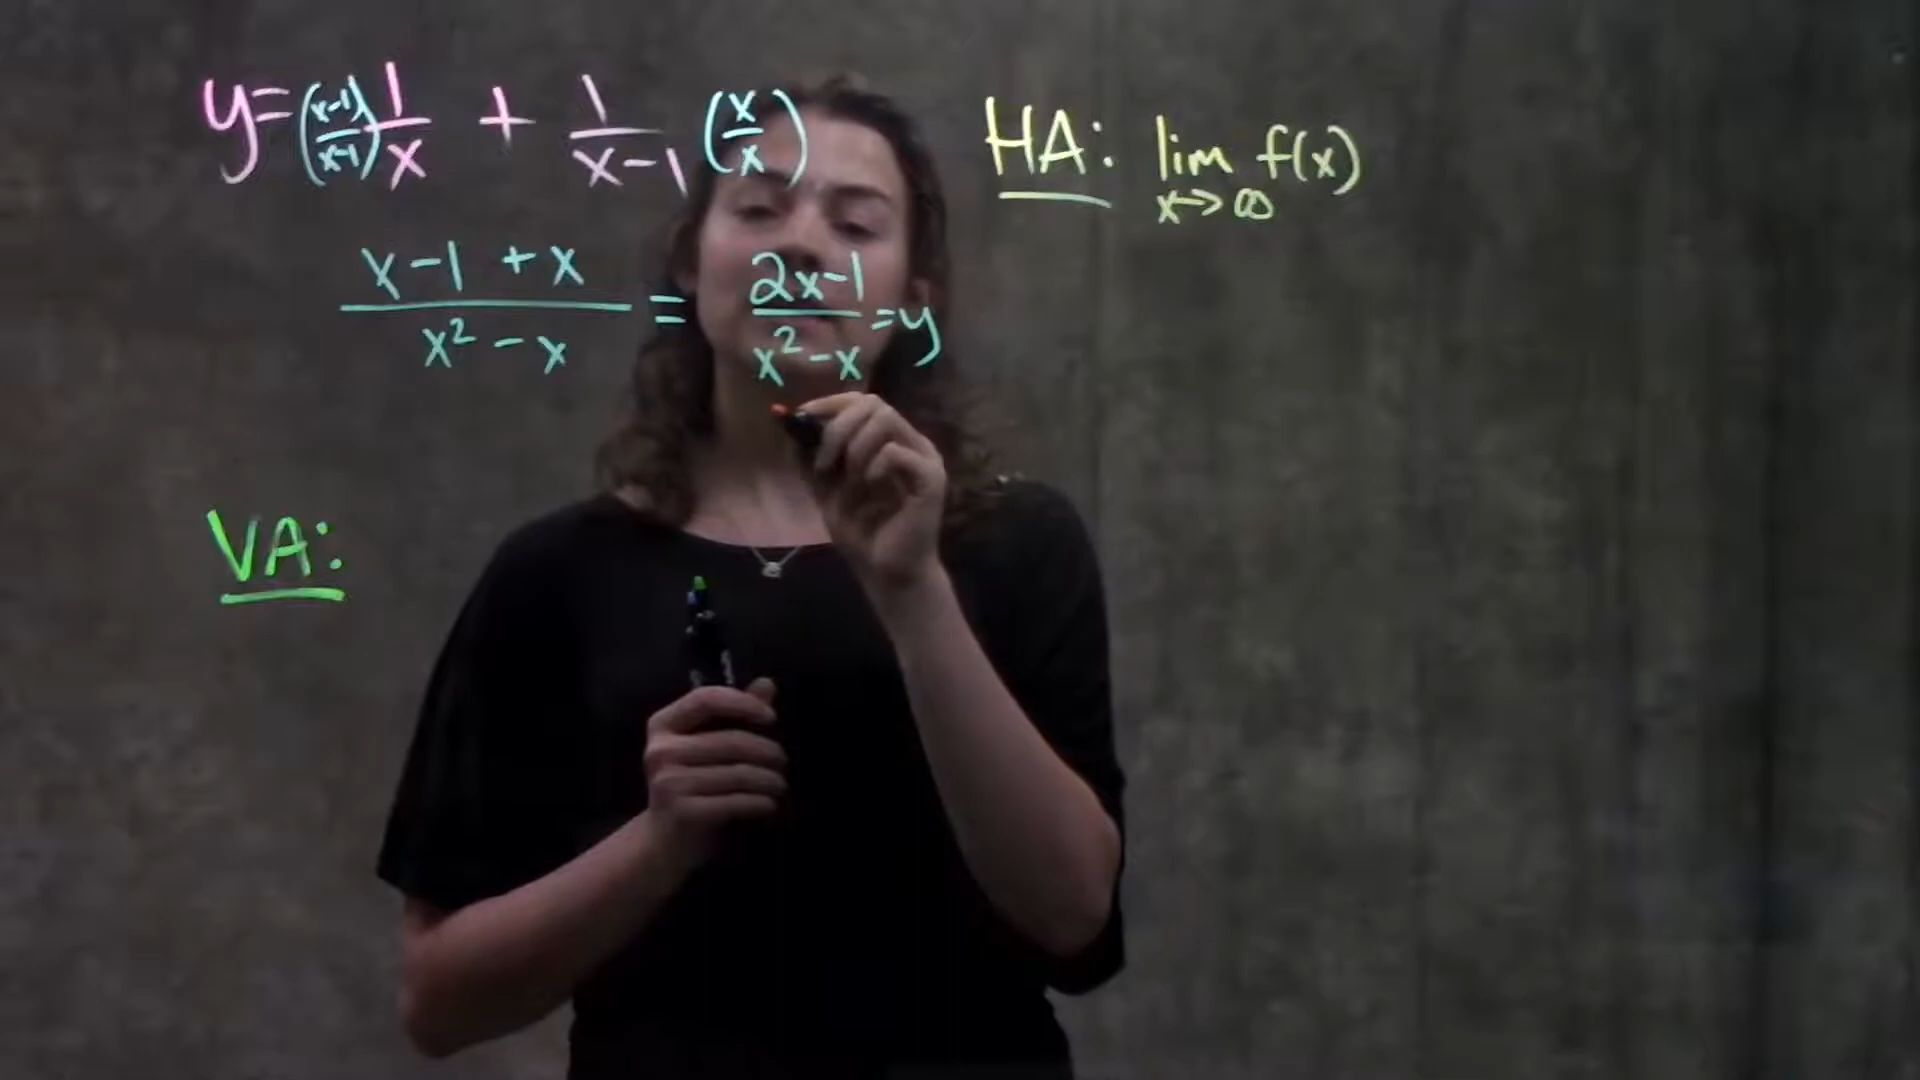 y=((x-1)/(x-1)) 1/x + 1/(x-1) (x/x)
(x-1 +x)/(x² - x) = (2x-1)/(x²-x) =y
VA:
HA: lim x->∞ f(x)